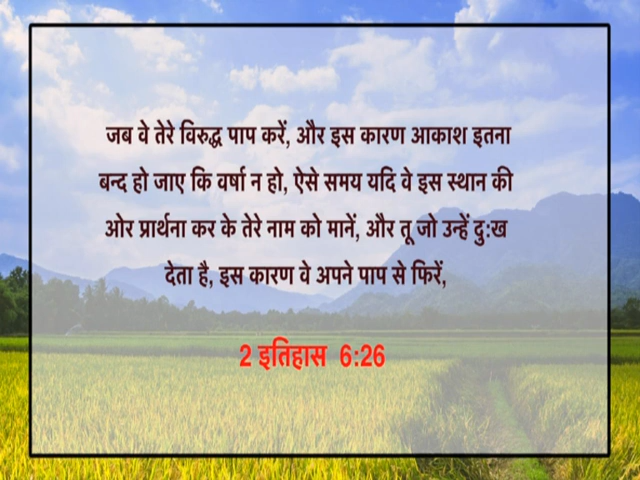 जब वे तेरे विरुद्ध पाप करें, और इस कारण आकाश इतना
बन्द हो जाए कि वर्षा न हो, ऐसे समय यदि वे इस स्थान की
ओर प्रार्थना कर के तेरे नाम को मानें, और तू जो उन्हें दु:ख
देता है, इस कारण वे अपने पाप से फिरें,
2 इतिहास 6:26